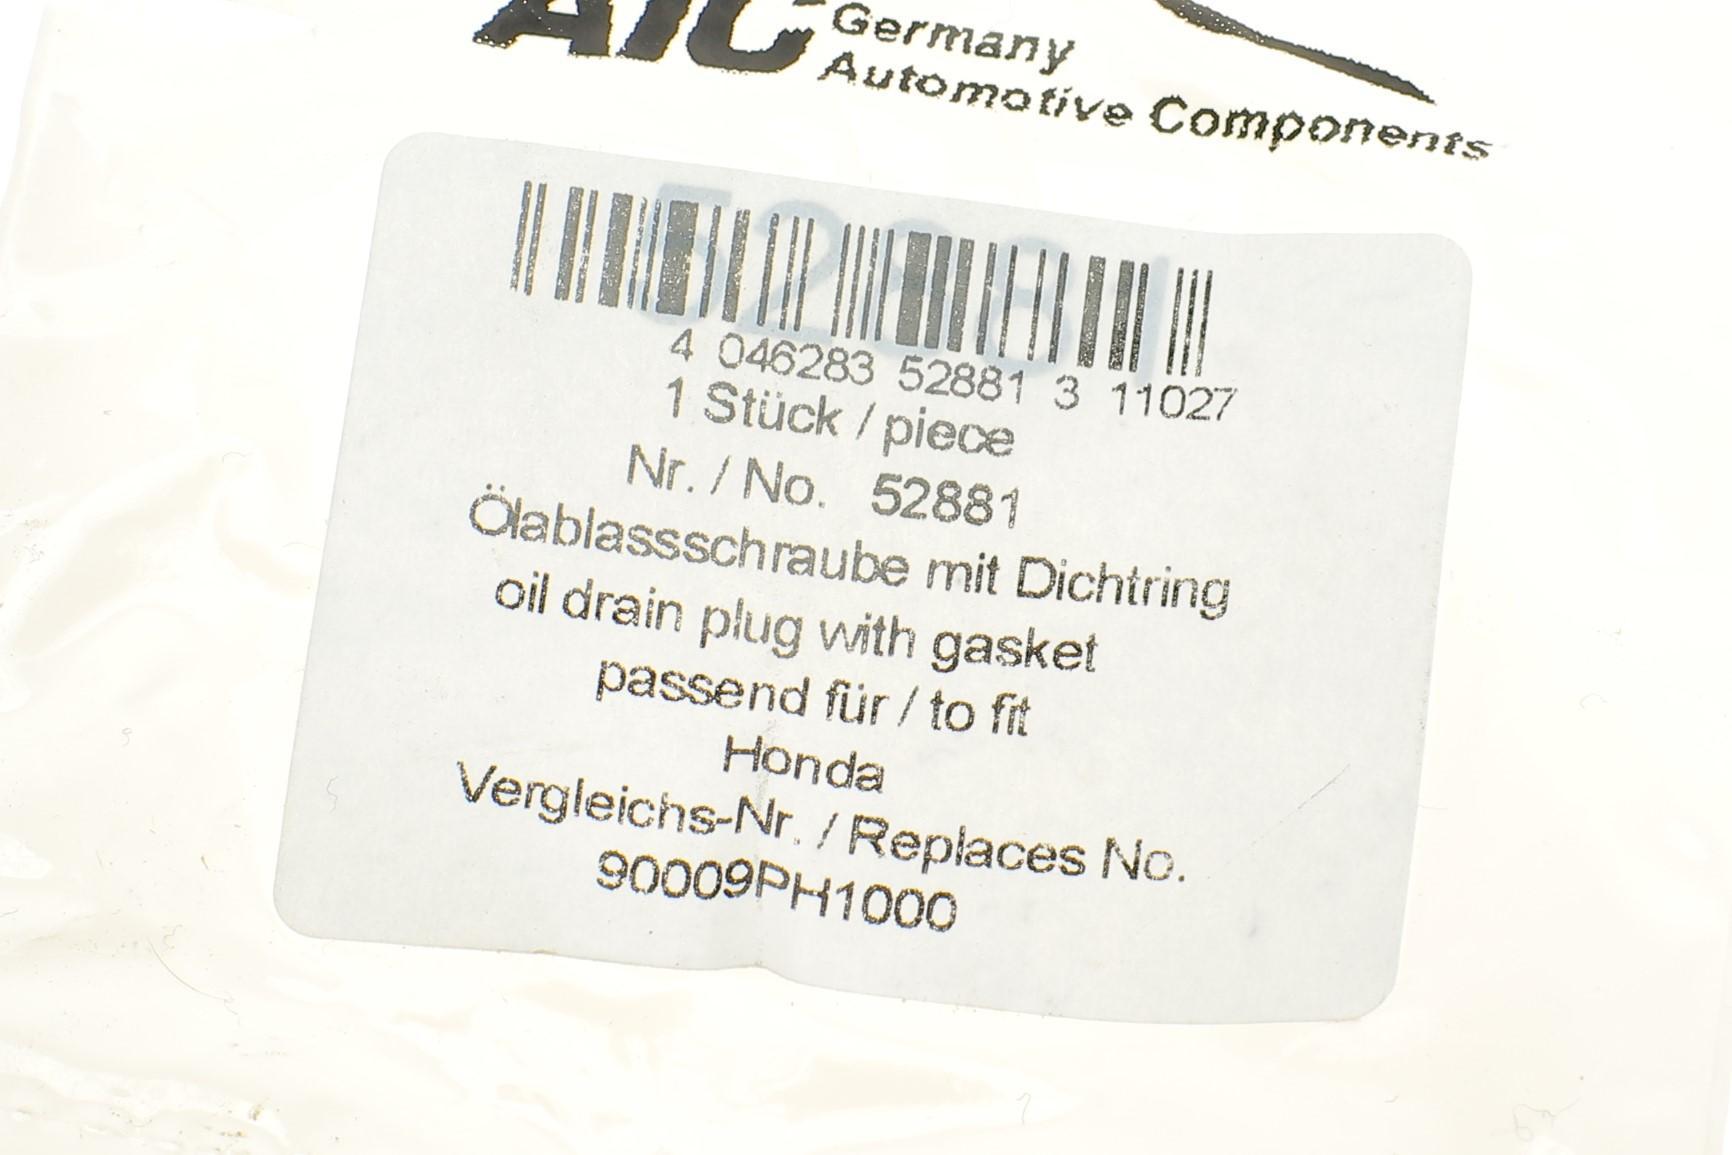 AIC Germany
Automotive Components
52881
4 046283 52881 3 11027
1 Stück / piece
Nr. / No. 52881
Ölablassschraube mit Dichtring
oil drain plug with gasket
passend für / to fit
Honda
Vergleichs-Nr. / Replaces No.
90009PH1000